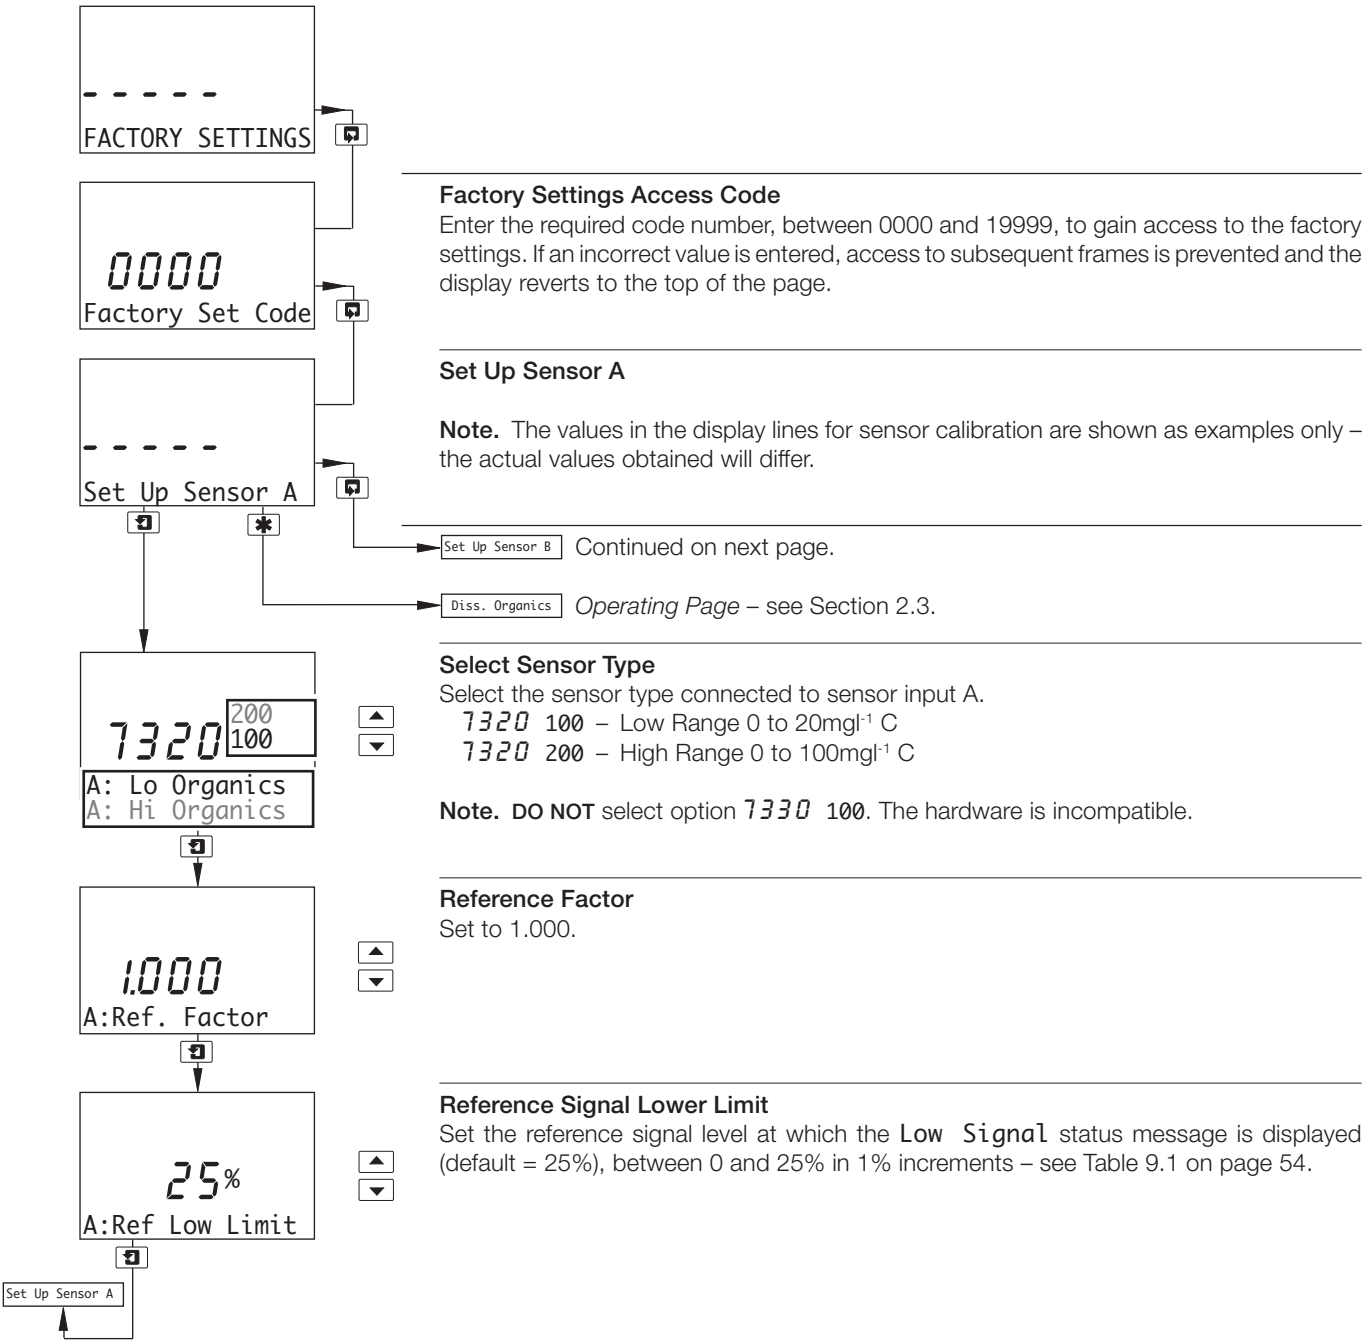 - - - - -
FACTORY SETTINGS
0000
Factory Set Code
Factory Settings Access Code
Enter the required code number, between 0000 and 19999, to gain access to the factory
settings. If an incorrect value is entered, access to subsequent frames is prevented and the
display reverts to the top of the page.
- - - - -
Set Up Sensor A
Set Up Sensor A
Note. The values in the display lines for sensor calibration are shown as examples only –
the actual values obtained will differ.
Set Up Sensor B Continued on next page.
Diss. Organics Operating Page – see Section 2.3.
7320 200
100
A: Lo Organics
A: Hi Organics
Select Sensor Type
Select the sensor type connected to sensor input A.
7320 100 – Low Range 0 to 20mgl⁻¹ C
7320 200 – High Range 0 to 100mgl⁻¹ C
Note. DO NOT select option 7330 100. The hardware is incompatible.
1.000
A:Ref. Factor
Reference Factor
Set to 1.000.
25%
A:Ref Low Limit
Reference Signal Lower Limit
Set the reference signal level at which the Low Signal status message is displayed
(default = 25%), between 0 and 25% in 1% increments – see Table 9.1 on page 54.
Set Up Sensor A